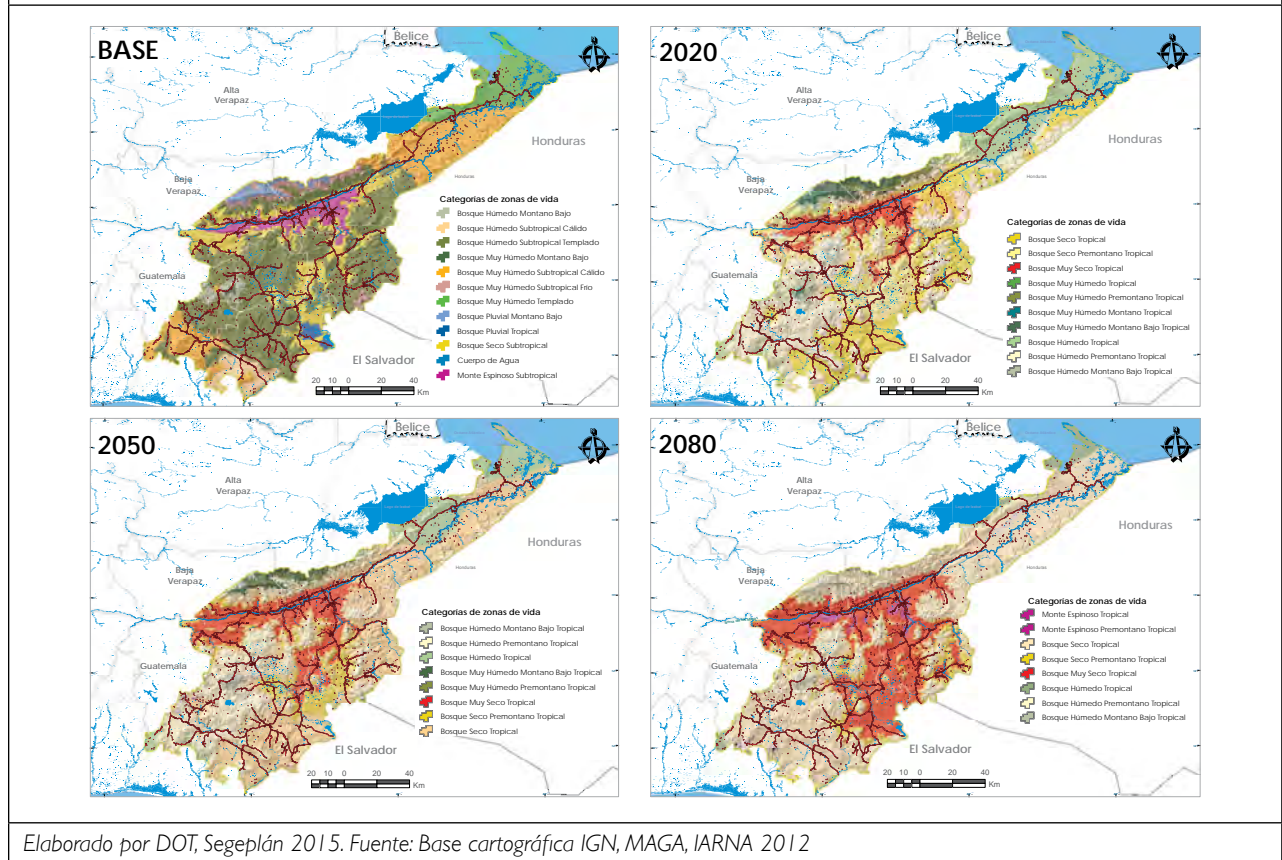 BASE
Belice
Alta
Verapaz
Honduras
Baja
Verapaz
Honduras
Guatemala
El Salvador
Categorías de zonas de vida
Bosque Húmedo Montano Bajo
Bosque Húmedo Subtropical Cálido
Bosque Húmedo Subtropical Templado
Bosque Muy Húmedo Montano Bajo
Bosque Muy Húmedo Subtropical Cálido
Bosque Muy Húmedo Subtropical Frío
Bosque Muy Húmedo Templado
Bosque Pluvial Montano Bajo
Bosque Pluvial Tropical
Bosque Seco Subtropical
Cuerpo de Agua
Monte Espinoso Subtropical
20 10 0 20 40
Km
2020
Belice
Alta
Verapaz
Honduras
Baja
Verapaz
Honduras
Guatemala
El Salvador
Categorías de zonas de vida
Bosque Seco Tropical
Bosque Seco Premontano Tropical
Bosque Muy Seco Tropical
Bosque Muy Húmedo Tropical
Bosque Muy Húmedo Premontano Tropical
Bosque Muy Húmedo Montano Tropical
Bosque Muy Húmedo Montano Bajo Tropical
Bosque Húmedo Tropical
Bosque Húmedo Premontano Tropical
Bosque Húmedo Montano Bajo Tropical
20 10 0 20 40
Km
2050
Belice
Alta
Verapaz
Honduras
Baja
Verapaz
Honduras
Guatemala
El Salvador
Categorías de zonas de vida
Bosque Húmedo Montano Bajo Tropical
Bosque Húmedo Premontano Tropical
Bosque Húmedo Tropical
Bosque Muy Húmedo Montano Bajo Tropical
Bosque Muy Húmedo Premontano Tropical
Bosque Muy Seco Tropical
Bosque Seco Premontano Tropical
Bosque Seco Tropical
20 10 0 20 40
Km
2080
Belice
Alta
Verapaz
Honduras
Baja
Verapaz
Honduras
Guatemala
El Salvador
Categorías de zonas de vida
Monte Espinoso Tropical
Monte Espinoso Premontano Tropical
Bosque Seco Tropical
Bosque Seco Premontano Tropical
Bosque Muy Seco Tropical
Bosque Húmedo Tropical
Bosque Húmedo Premontano Tropical
Bosque Húmedo Montano Bajo Tropical
20 10 0 20 40
Km
Elaborado por DOT, Segeplán 2015. Fuente: Base cartográfica IGN, MAGA, IARNA 2012